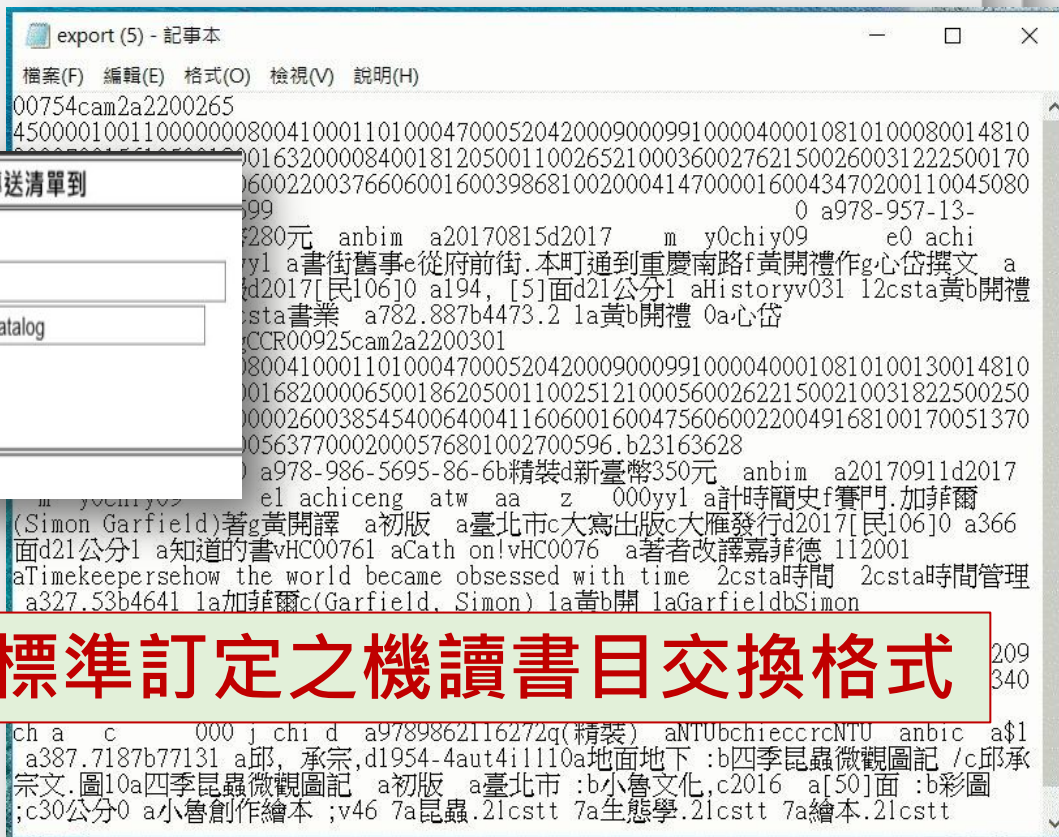 export (5) - 記事本
檔案(F) 編輯(E) 格式(O) 檢視(V) 說明(H)
00754cam2a2200265
450000100110000000800410001101000470005204200090009910000400010810100080014810
001632000084001812050011002652100036002762150026003122250017 0
送清單到
6002200376606001600398681002000414700001600434702001100450 80
699 0 a978-957-13-
280元 anbim a20170815d2017 m y0chiy09 e0 achi
yy1 a書街舊事e從府前街.本町通到重慶南路f黃開禮作g心岱撰文 a
d2017[民106]0 a194, [5]面d21公分1 aHistoryv031 12csta黃b開禮
atalog
csta書業 a782.887b4473.2 1a黃b開禮 0a心岱
gCCR00925cam2a2200301
0800410001101000470005204200090009910000400010810100130014810
0016820000650018620500110025121000560026221500210031822500250
0000260038545400640041160600160047560600220049168100170051370
00563770002000576801002700596.b23163628
0 a978-986-5695-86-6b精裝d新臺幣350元 anbim a20170911d2017
m y0chiy09 e1 achiceng atw aa z 000yy1 a計時簡史f賽門.加菲爾
(Simon Garfield)著g黃開譯 a初版 a臺北市c大寫出版c大雁發行d2017[民106]0 a366
面d21公分1 a知道的書vHC00761 aCath on!vHC0076 a著者改譯嘉菲德 112001
aTimekeepersehow the world became obsessed with time 2csta時間 2csta時間管理
a327.53b4641 1a加菲爾c(Garfield, Simon) 1a黃b開 1aGarfieldbSimon
標準訂定之機讀書目交換格式
209
340
ch a c 000 j chi d a9789862116272q(精裝) aNTUbchieccrcNTU anbic a$1
a387.7187b77131 a邱, 承宗,d1954-4aut4i1110a地面地下 :b四季昆蟲微觀圖記 /c邱承
宗文.圖10a四季昆蟲微觀圖記 a初版 a臺北市 :b小魯文化,c2016 a[50]面 :b彩圖
;c30公分0 a小魯創作繪本 ;v46 7a昆蟲.2lcstt 7a生態學.2lcstt 7a繪本.2lcstt